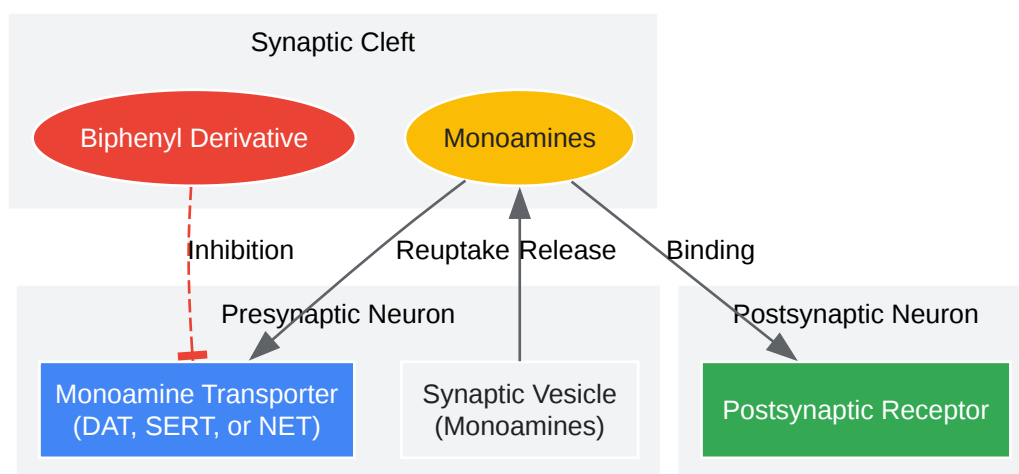 Synaptic Cleft
Biphenyl Derivative
Monoamines
Inhibition
Reuptake
Release
Binding
Presynaptic Neuron
Postsynaptic Neuron
Monoamine Transporter
(DAT, SERT, or NET)
Synaptic Vesicle
(Monoamines)
Postsynaptic Receptor